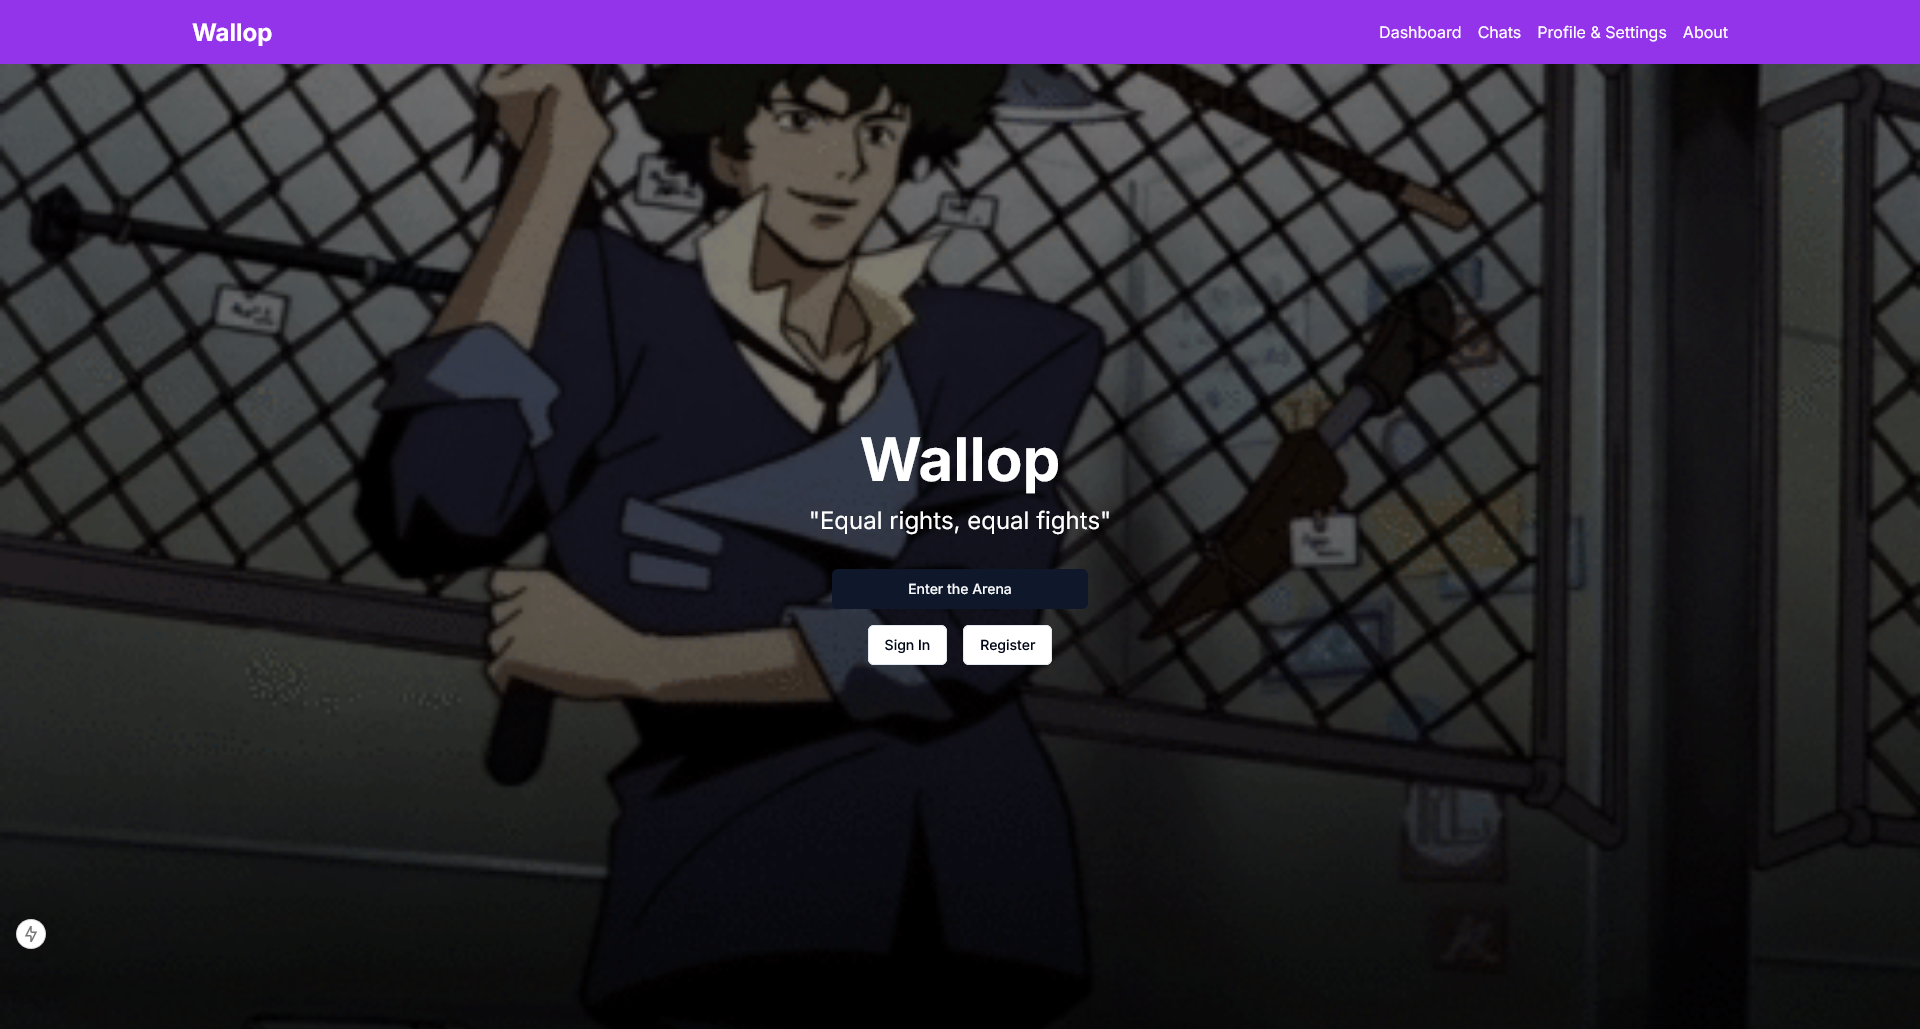 Wallop
Dashboard Chats Profile & Settings About
Wallop
"Equal rights, equal fights"
Enter the Arena
Sign In Register